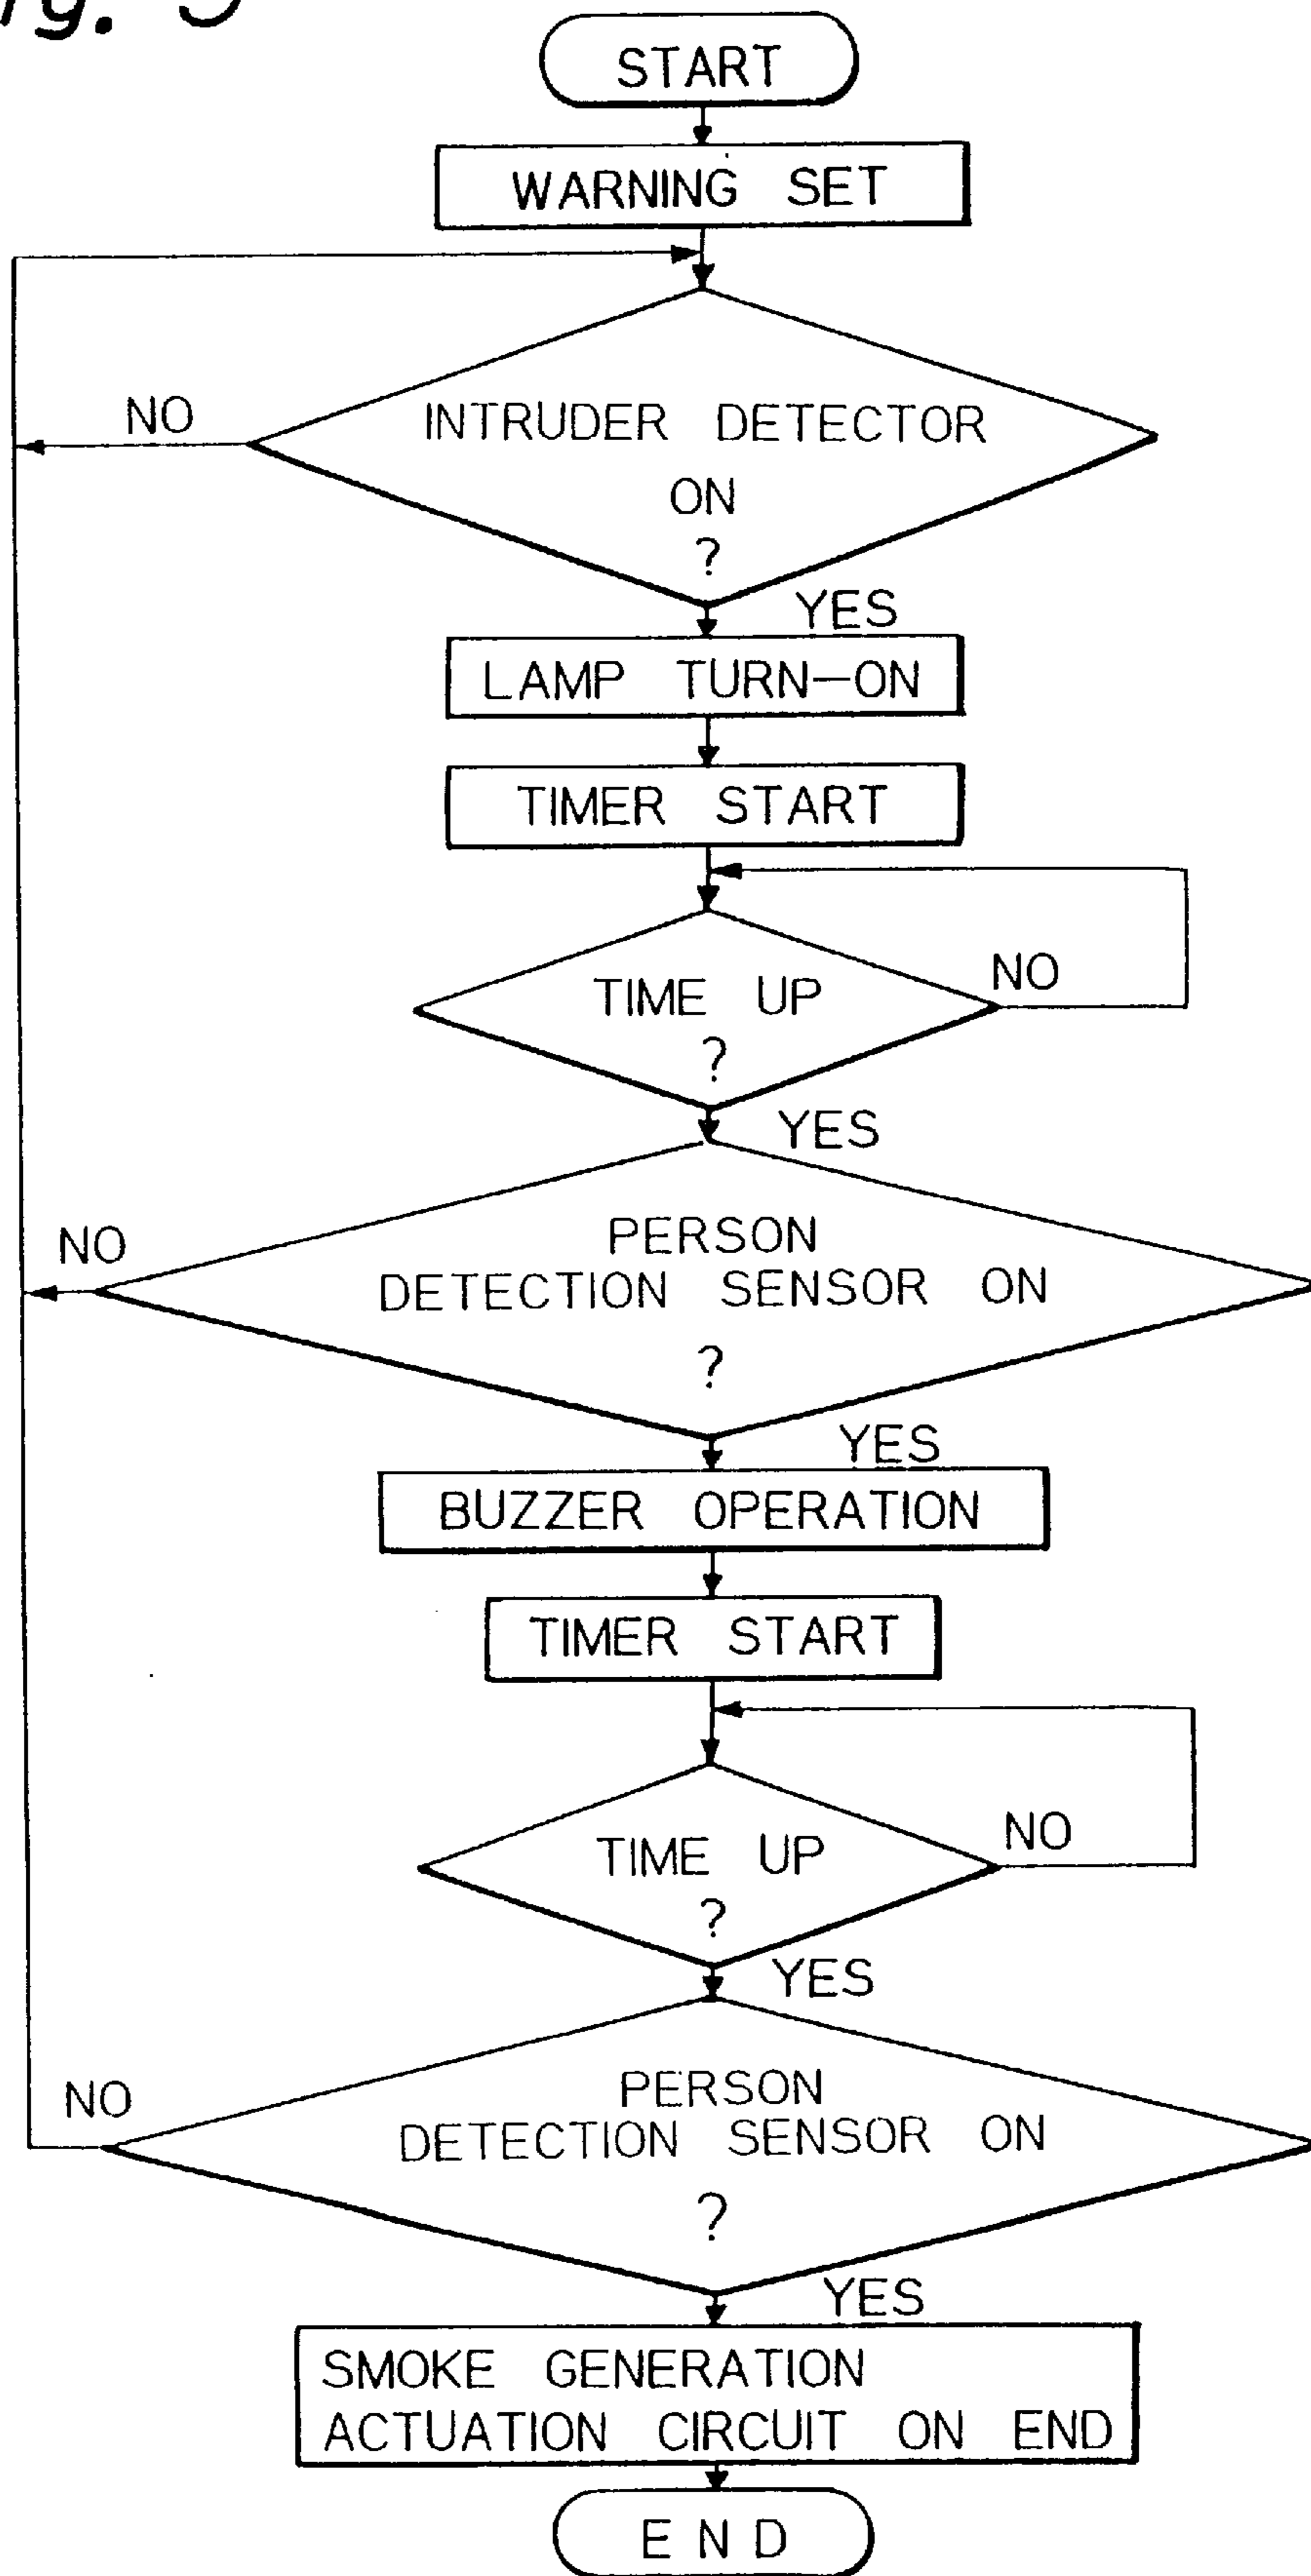 START
WARNING SET
INTRUDER DETECTOR
NO
ON
?
YES
LAMP TURN-ON
TIMER START
TIME UP
NO
?
YES
PERSON
NO
DETECTION SENSOR ON
?
YES
BUZZER OPERATION
TIMER START
TIME UP
NO
?
YES
PERSON
NO
DETECTION SENSOR ON
?
YES
SMOKE GENERATION
ACTUATION CIRCUIT ON END
END